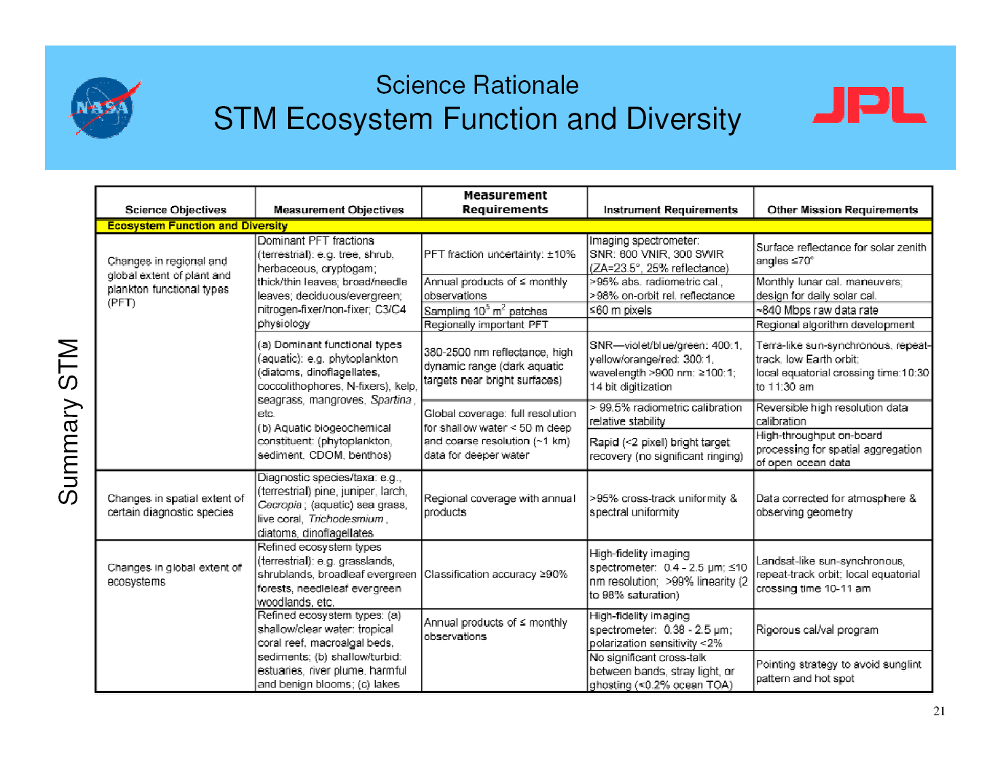 Science Rationale
STM Ecosystem Function and Diversity
NASA
JPL
Summary STM
Science Objectives
Measurement Objectives
Measurement
Requirements
Instrument Requirements
Other Mission Requirements
Ecosystem Function and Diversity
Changes in regional and
global extent of plant and
plankton functional types
(PFT)
Dominant PFT fractions
(terrestrial): e.g. tree, shrub,
herbaceous, cryptogam;
thick/thin leaves; broad/needle
leaves; deciduous/evergreen;
nitrogen-fixer/non-fixer; C3/C4
physiology
PFT fraction uncertainty: ±10%
Imaging spectrometer:
SNR: 600 VNIR, 300 SWIR
(ZA=23.5°, 25% reflectance)
Surface reflectance for solar zenith
angles ≤70°
Annual products of ≤ monthly
observations
>95% abs. radiometric cal.,
>98% on-orbit rel. reflectance
Monthly lunar cal. maneuvers;
design for daily solar cal.
Sampling 10⁵ m² patches
≤60 m pixels
~840 Mbps raw data rate
Regionally important PFT
Regional algorithm development
(a) Dominant functional types
(aquatic): e.g. phytoplankton
(diatoms, dinoflagellates,
coccolithophores, N-fixers), kelp,
seagrass, mangroves, Spartina,
etc.
(b) Aquatic biogeochemical
constituent: (phytoplankton,
sediment, CDOM, benthos)
380-2500 nm reflectance, high
dynamic range (dark aquatic
targets near bright surfaces)
SNR—violet/blue/green: 400:1,
yellow/orange/red: 300:1,
wavelength >900 nm: ≥100:1;
14 bit digitization
Terra-like sun-synchronous, repeat-
track, low Earth orbit;
local equatorial crossing time:10:30
to 11:30 am
Global coverage: full resolution
for shallow water < 50 m deep
and coarse resolution (~1 km)
data for deeper water
> 99.5% radiometric calibration
relative stability
Reversible high resolution data
calibration
Rapid (<2 pixel) bright target
recovery (no significant ringing)
High-throughput on-board
processing for spatial aggregation
of open ocean data
Changes in spatial extent of
certain diagnostic species
Diagnostic species/taxa: e.g.,
(terrestrial) pine, juniper, larch,
Cecropia; (aquatic) sea grass,
live coral, Trichodesmium,
diatoms, dinoflagellates
Regional coverage with annual
products
>95% cross-track uniformity &
spectral uniformity
Data corrected for atmosphere &
observing geometry
Changes in global extent of
ecosystems
Refined ecosystem types
(terrestrial): e.g. grasslands,
shrublands, broadleaf evergreen
forests, needleleaf evergreen
woodlands, etc.
Classification accuracy ≥90%
High-fidelity imaging
spectrometer: 0.4 - 2.5 µm; ≤10
nm resolution; >99% linearity (2
to 98% saturation)
Landsat-like sun-synchronous,
repeat-track orbit; local equatorial
crossing time 10-11 am
Refined ecosystem types: (a)
shallow/clear water: tropical
coral reef, macroalgal beds,
sediments; (b) shallow/turbid:
estuaries, river plume, harmful
and benign blooms; (c) lakes
Annual products of ≤ monthly
observations
High-fidelity imaging
spectrometer: 0.38 - 2.5 µm;
polarization sensitivity <2%
Rigorous cal/val program
No significant cross-talk
between bands, stray light, or
ghosting (<0.2% ocean TOA)
Pointing strategy to avoid sunglint
pattern and hot spot
21